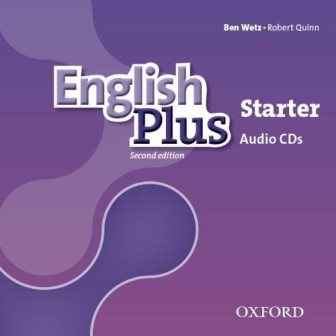 Ben Wetz • Robert Quinn
English
Plus
Second edition
Starter
Audio CDs
OXFORD